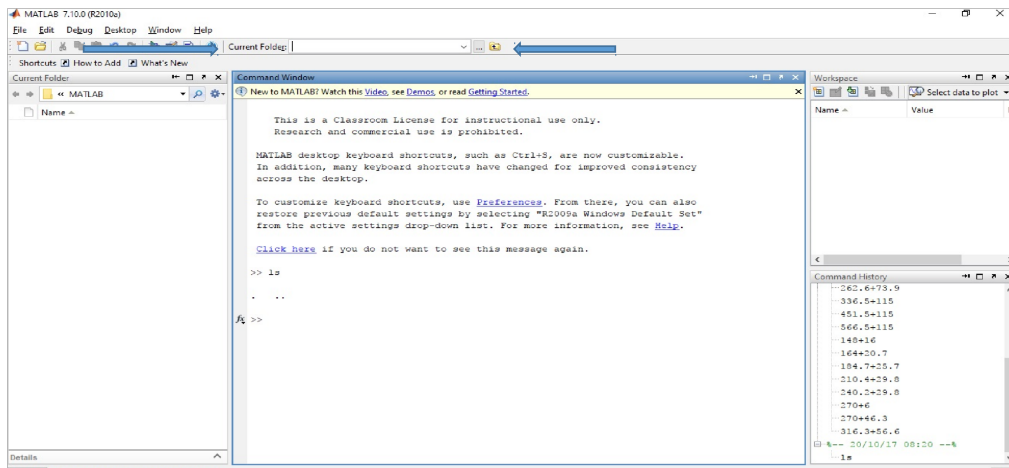 MATLAB 7.10.0 (R2010a)
File Edit Debug Desktop Window Help
Current Folder:
Shortcuts How to Add What's New
Current Folder
« MATLAB
Name
Details
Command Window
New to MATLAB? Watch this Video, see Demos, or read Getting Started.
This is a Classroom License for instructional use only.
Research and commercial use is prohibited.
MATLAB desktop keyboard shortcuts, such as Ctrl+S, are now customizable.
In addition, many keyboard shortcuts have changed for improved consistency
across the desktop.
To customize keyboard shortcuts, use Preferences. From there, you can also
restore previous default settings by selecting "R2009a Windows Default Set"
from the active settings drop-down list. For more information, see Help.
Click here if you do not want to see this message again.
>> ls
. ..
fx >>
Workspace
Select data to plot
Name Value
Command History
262.6+73.9
336.5+115
451.5+115
566.5+115
148+16
164+20.7
184.7+25.7
210.4+29.8
240.2+29.8
270+6
270+46.3
316.3+56.6
%-- 20/10/17 08:20 --%
ls